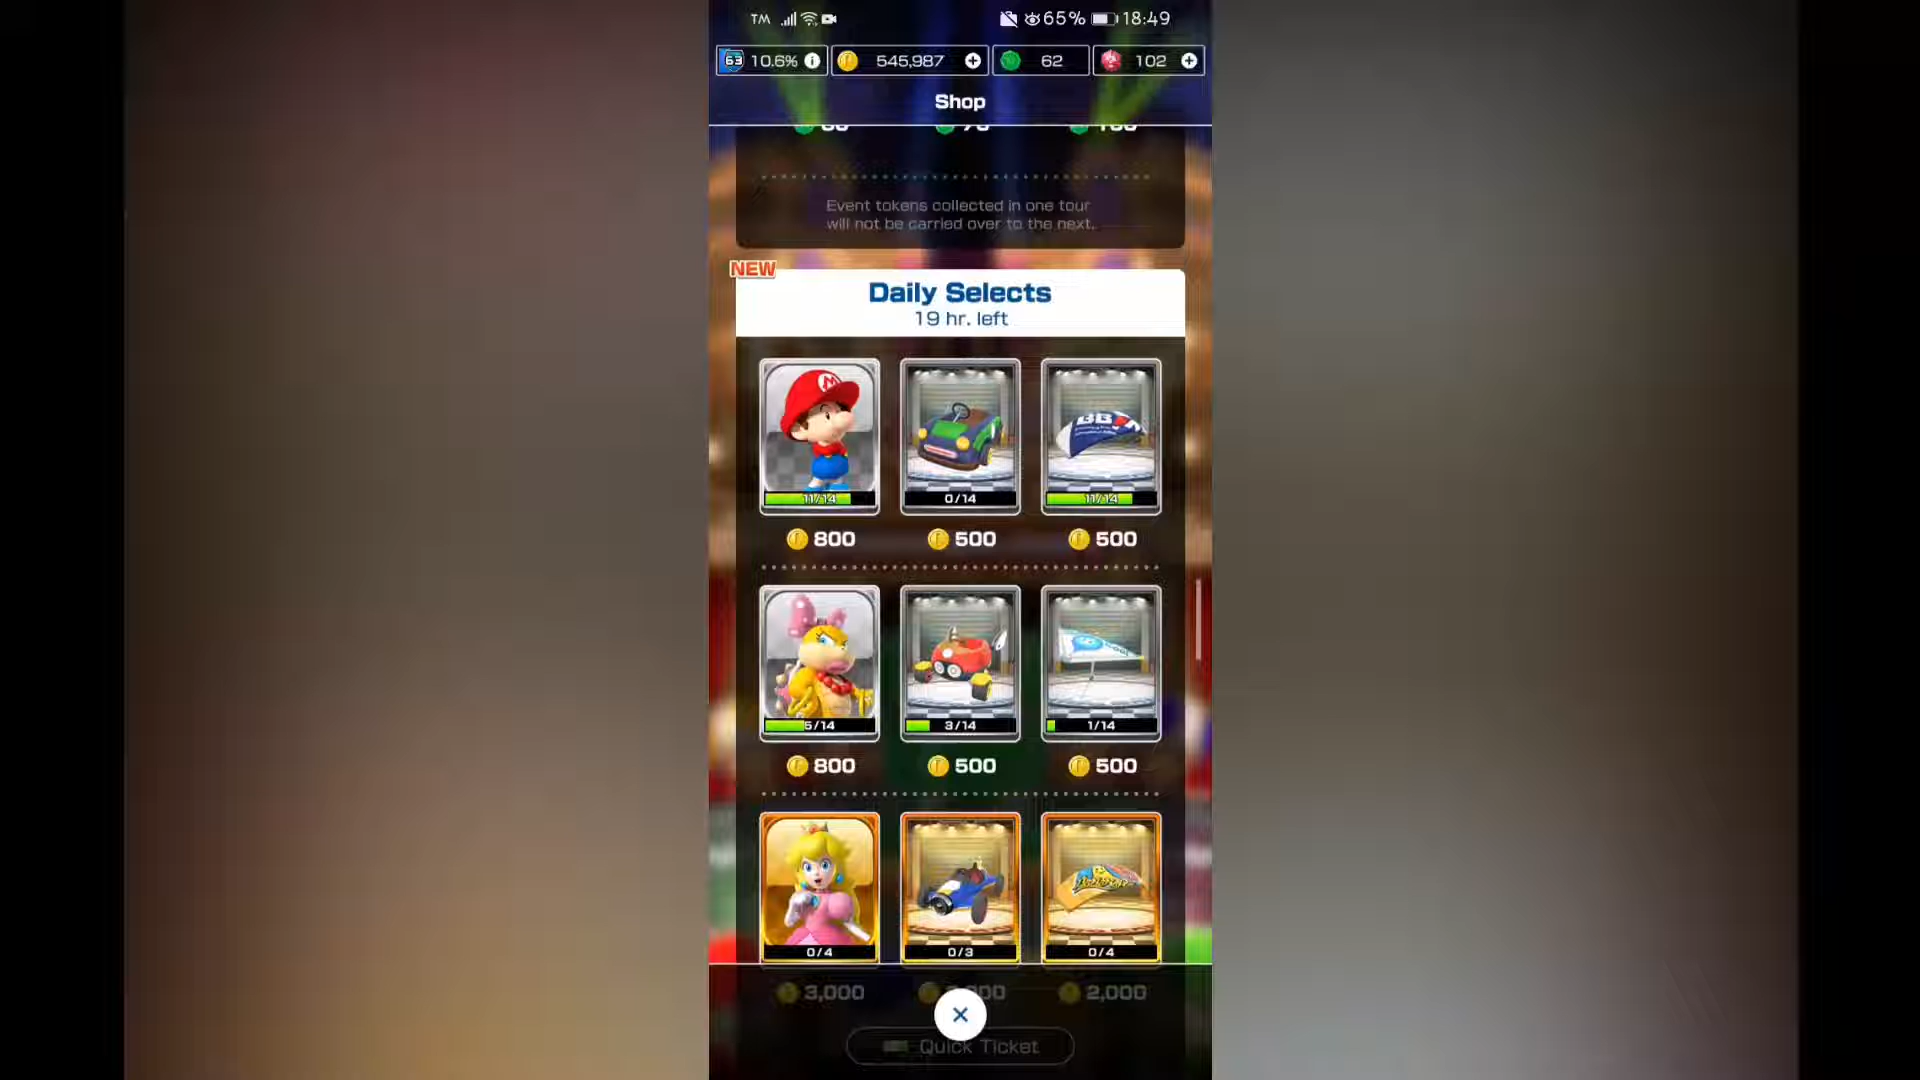 TM 65% 18:49
63 10.6% 545,987 62 102
Shop
Event tokens collected in one tour
will not be carried over to the next.
NEW
Daily Selects
19 hr. left
11/14 0/14 11/14
800 500 500
5/14 3/14 1/14
800 500 500
0/4 0/3 0/4
3,000 2,000
Quick Ticket